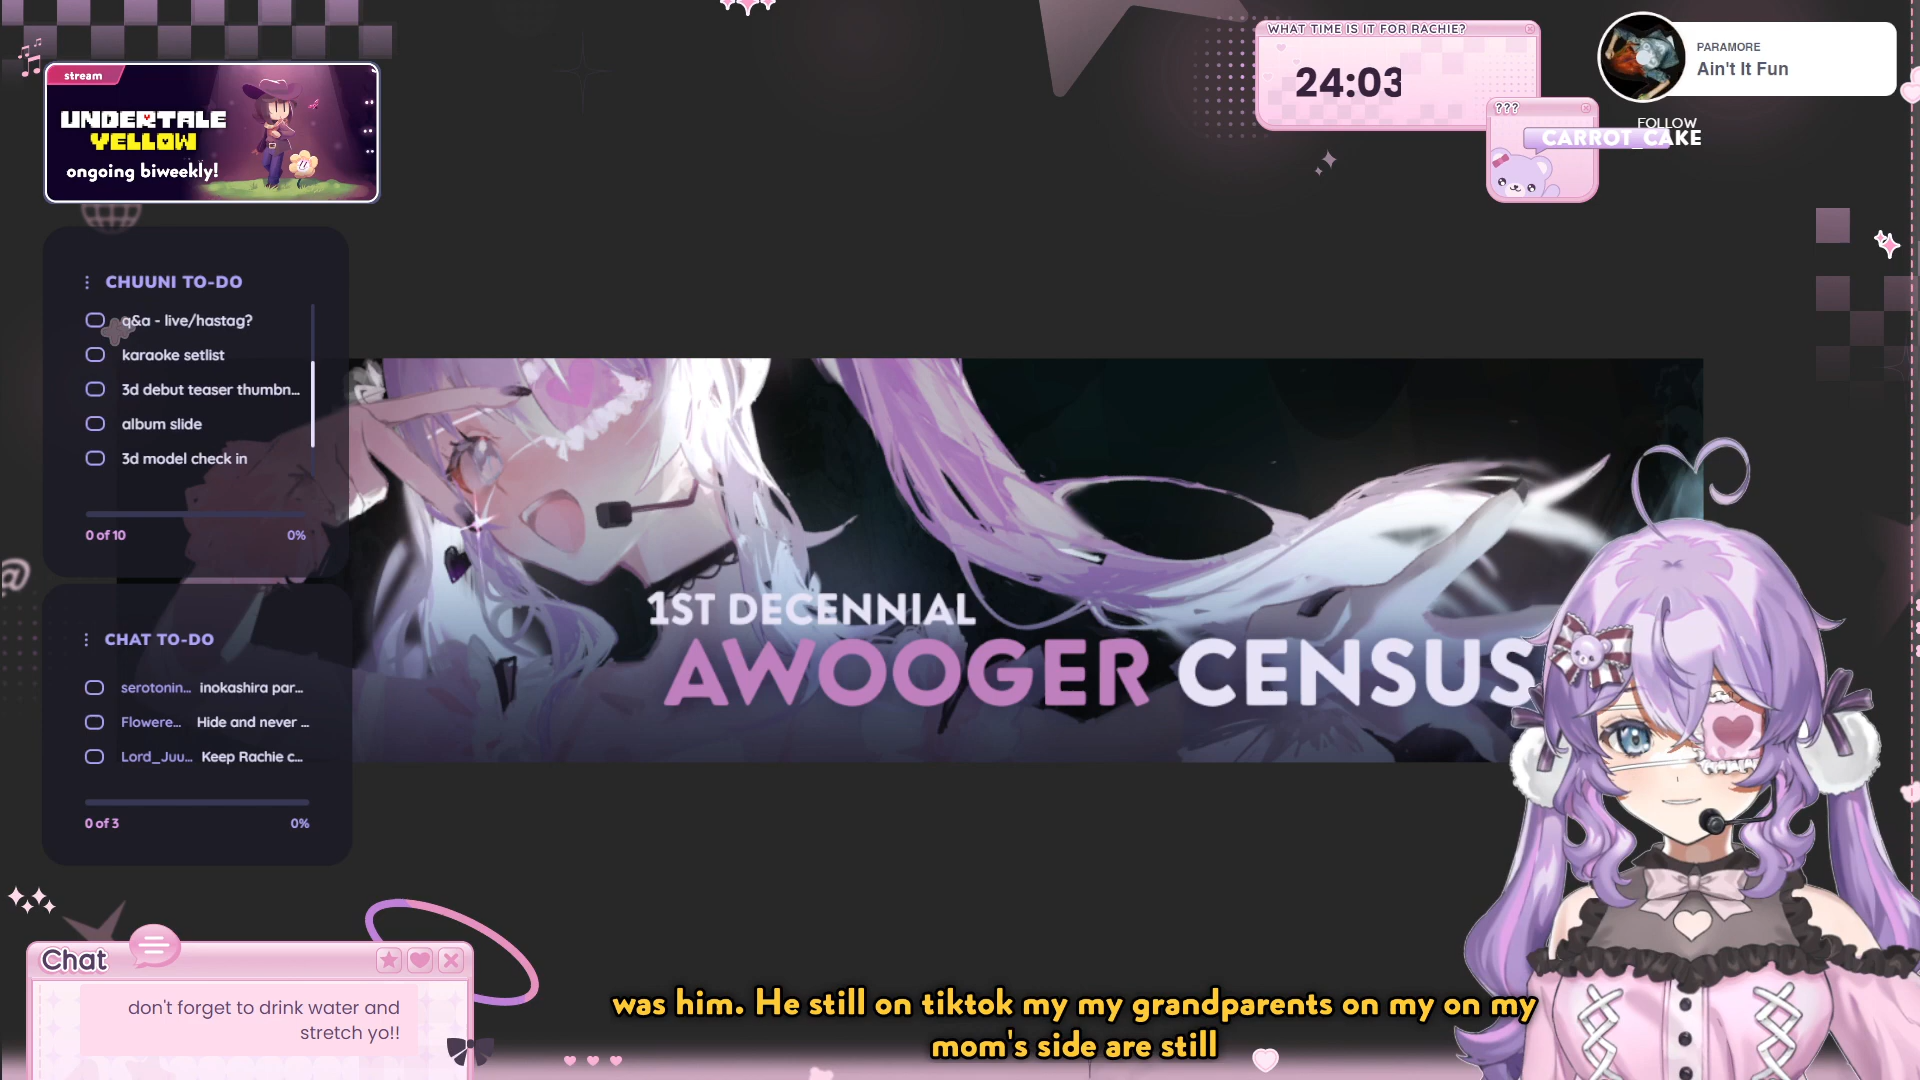 stream
UNDERTALE
YELLOW
ongoing biweekly!
WHAT TIME IS IT FOR RACHIE?
24:03
PARAMORE
Ain't It Fun
???
FOLLOW
CARROT_CAKE
CHUUNI TO-DO
q&a - live/hastag?
karaoke setlist
3d debut teaser thumbn...
album slide
3d model check in
0 of 10 0%
CHAT TO-DO
serotonin... inokashira par...
Flowere... Hide and never ...
Lord_Juu... Keep Rachie c...
0 of 3 0%
1ST DECENNIAL
AWOOGER CENSUS
Chat
don't forget to drink water and
stretch yo!!
was him. He still on tiktok my my grandparents on my on my
mom's side are still